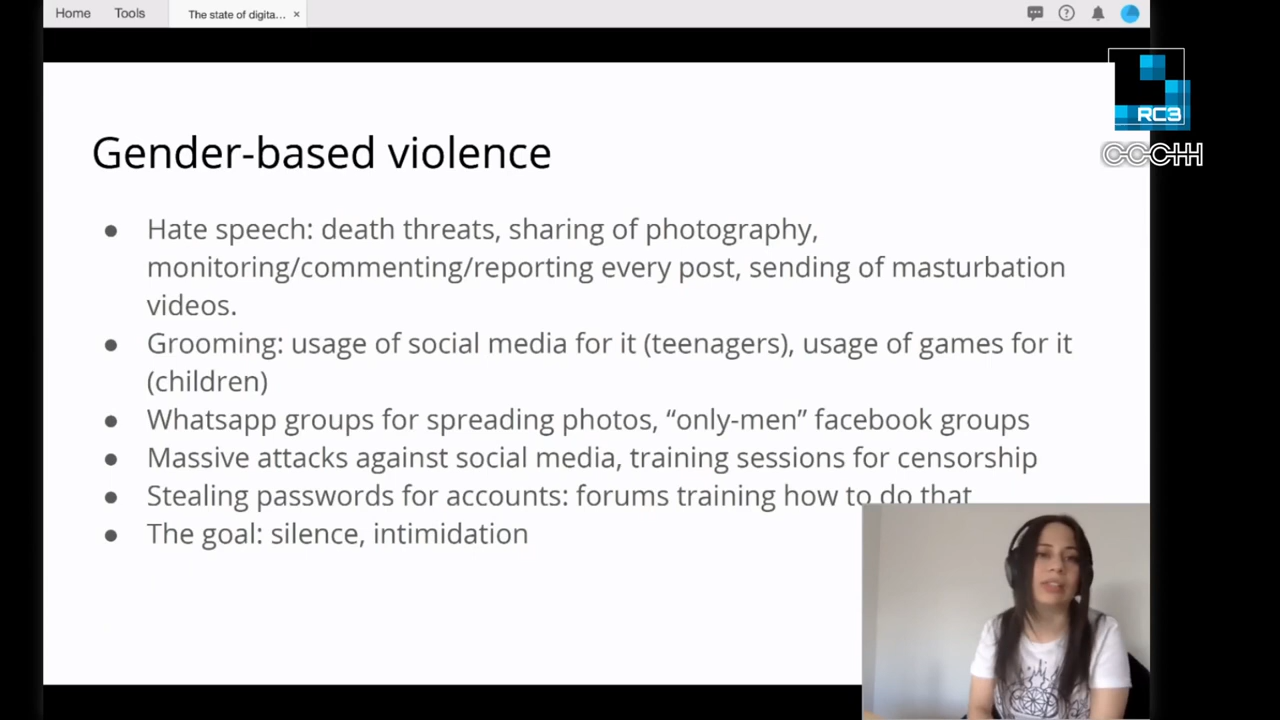 Home Tools The state of digita... ×
RC3
CCCHH
Gender-based violence
● Hate speech: death threats, sharing of photography,
monitoring/commenting/reporting every post, sending of masturbation
videos.
● Grooming: usage of social media for it (teenagers), usage of games for it
(children)
● Whatsapp groups for spreading photos, “only-men” facebook groups
● Massive attacks against social media, training sessions for censorship
● Stealing passwords for accounts: forums training how to do that
● The goal: silence, intimidation